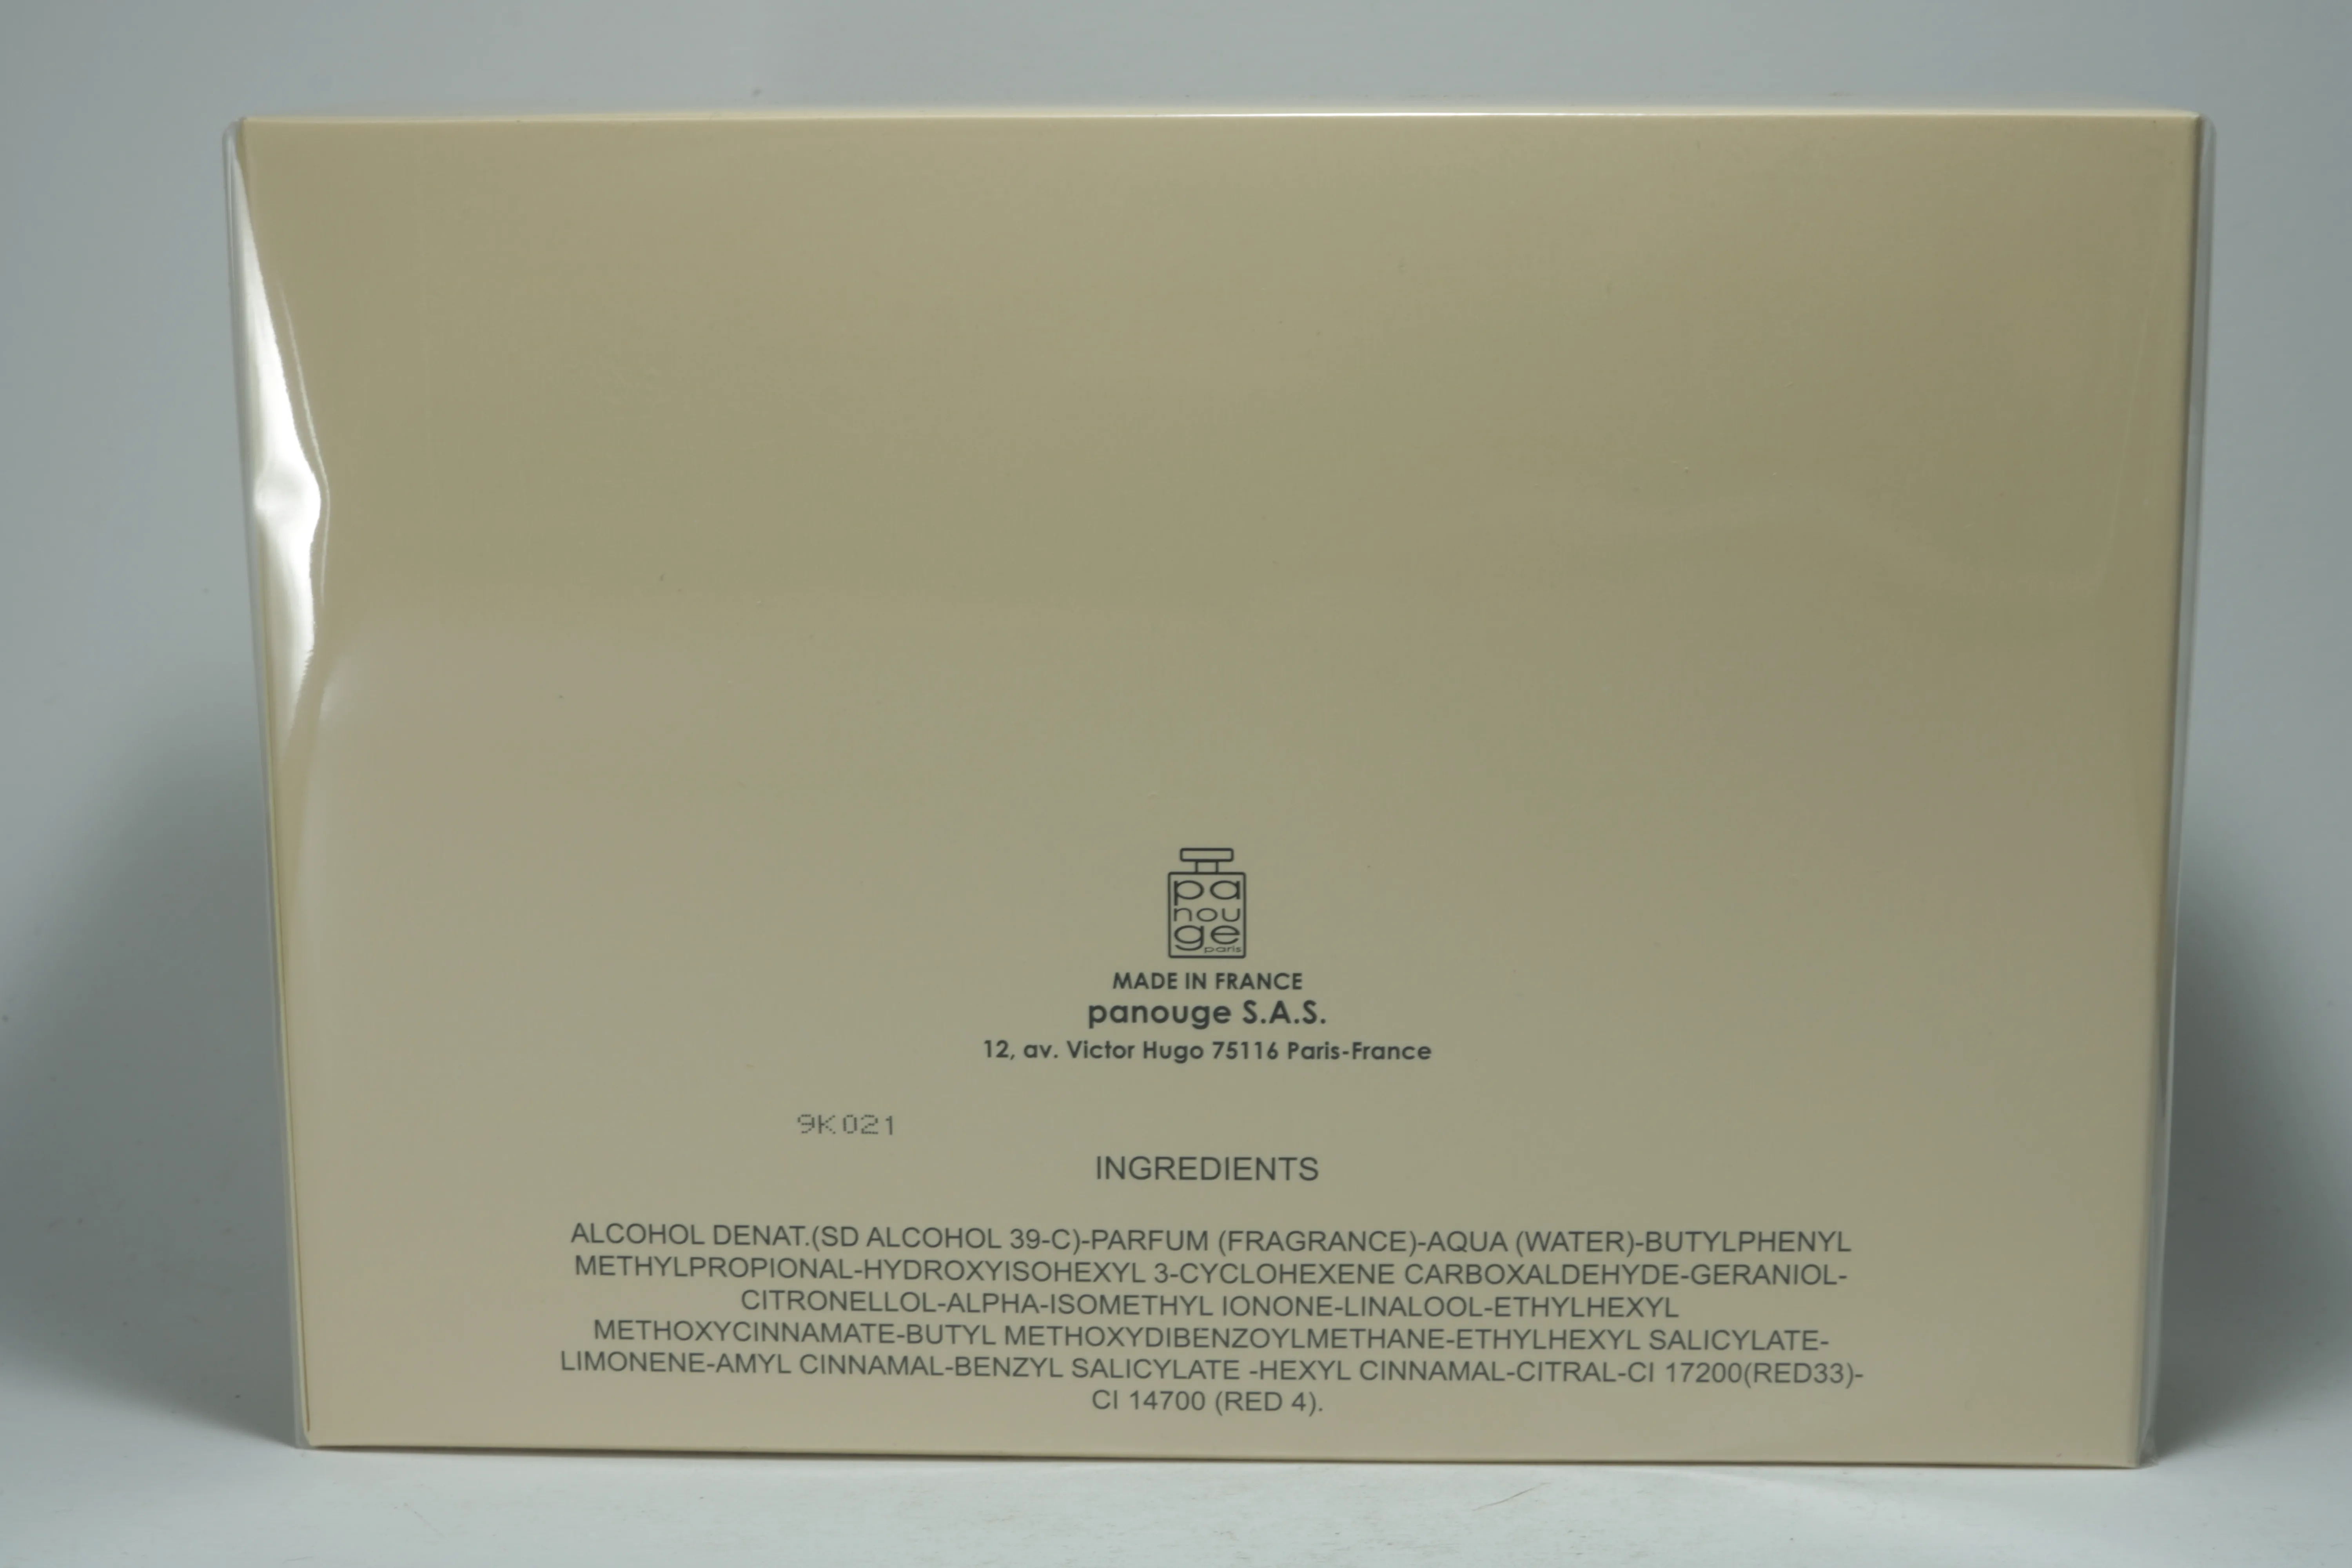 pa
nou
ge
paris
MADE IN FRANCE
panouge S.A.S.
12, av. Victor Hugo 75116 Paris-France
9K021
INGREDIENTS
ALCOHOL DENAT.(SD ALCOHOL 39-C)-PARFUM (FRAGRANCE)-AQUA (WATER)-BUTYLPHENYL
METHYLPROPIONAL-HYDROXYISOHEXYL 3-CYCLOHEXENE CARBOXALDEHYDE-GERANIOL-
CITRONELLOL-ALPHA-ISOMETHYL IONONE-LINALOOL-ETHYLHEXYL
METHOXYCINNAMATE-BUTYL METHOXYDIBENZOYLMETHANE-ETHYLHEXYL SALICYLATE-
LIMONENE-AMYL CINNAMAL-BENZYL SALICYLATE -HEXYL CINNAMAL-CITRAL-CI 17200(RED33)-
CI 14700 (RED 4).